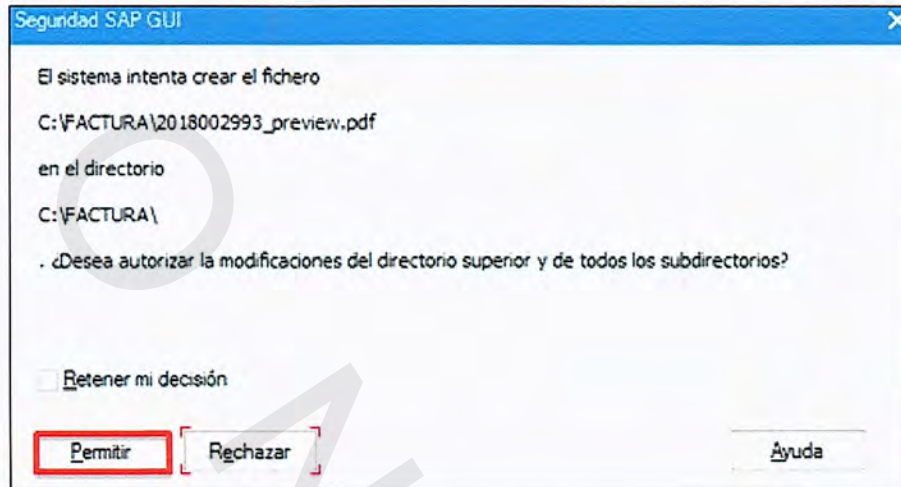 Seguridad SAP GUI
El sistema intenta crear el fichero
C:\FACTURA\2018002993_preview.pdf
en el directorio
C:\FACTURA\
. ¿Desea autorizar la modificaciones del directorio superior y de todos los subdirectorios?
Retener mi decisión
Permitir Rechazar Ayuda